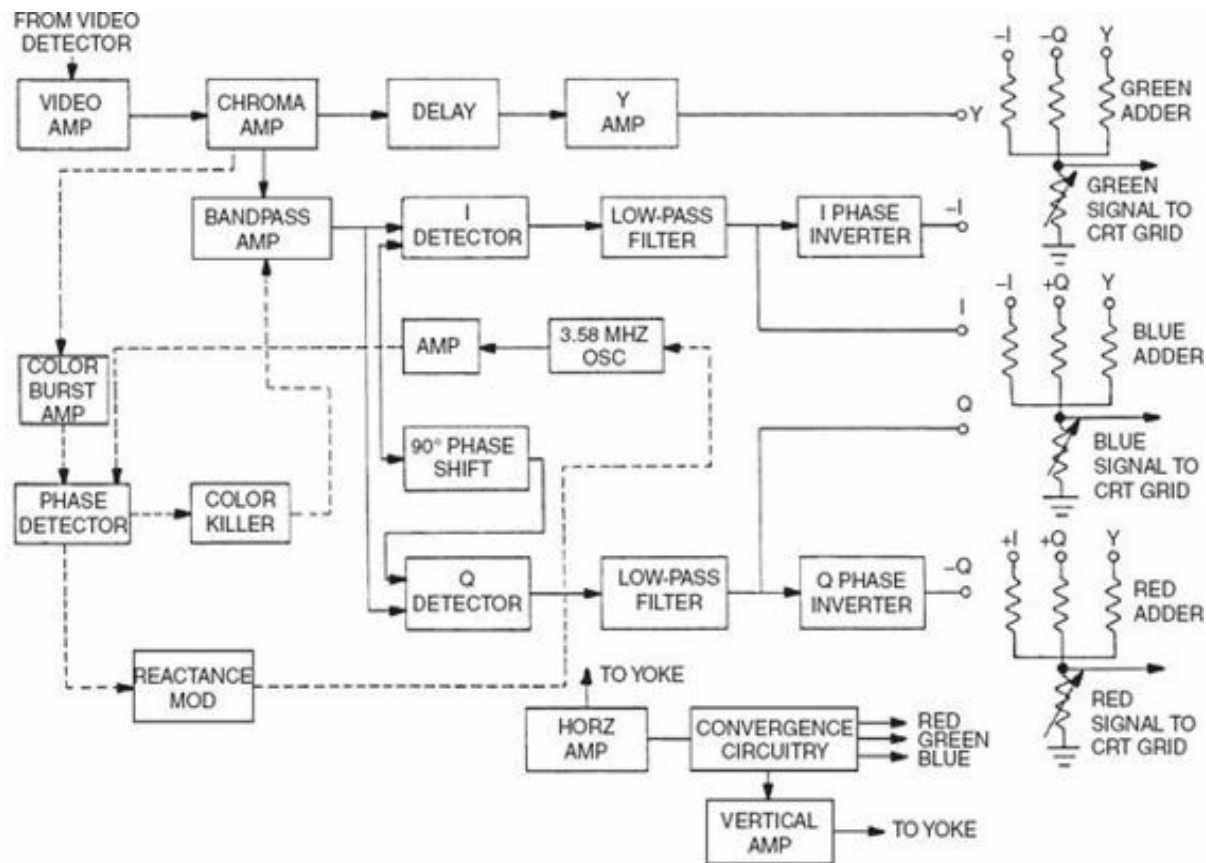 FROM VIDEO
DETECTOR
VIDEO
AMP
CHROMA
AMP
DELAY
Y
AMP
Y
–I
–Q
Y
GREEN
ADDER
GREEN
SIGNAL TO
CRT GRID
BANDPASS
AMP
I
DETECTOR
LOW-PASS
FILTER
I PHASE
INVERTER
–I
I
AMP
3.58 MHZ
OSC
–I
+Q
Y
BLUE
ADDER
BLUE
SIGNAL TO
CRT GRID
COLOR
BURST
AMP
90° PHASE
SHIFT
Q
PHASE
DETECTOR
COLOR
KILLER
Q
DETECTOR
LOW-PASS
FILTER
Q PHASE
INVERTER
–Q
+I
+Q
Y
RED
ADDER
RED
SIGNAL TO
CRT GRID
REACTANCE
MOD
TO YOKE
HORZ
AMP
CONVERGENCE
CIRCUITRY
RED
GREEN
BLUE
VERTICAL
AMP
TO YOKE